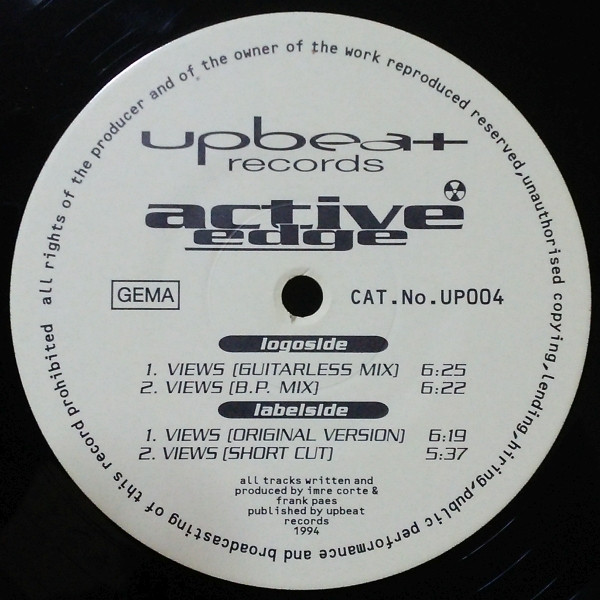 all rights of the producer and of the owner of the work reproduced reserved, unauthorised copying, lending, hiring, public performance and broadcasting of this record prohibited
upbeat
records
active
edge
GEMA
CAT.No.UP004
logoside
1. VIEWS (GUITARLESS MIX) 6:25
2. VIEWS (B.P. MIX) 6:22
labelside
1. VIEWS (ORIGINAL VERSION) 6:19
2. VIEWS (SHORT CUT) 5:37
all tracks written and
produced by imre corte &
frank paes
published by upbeat
records
1994